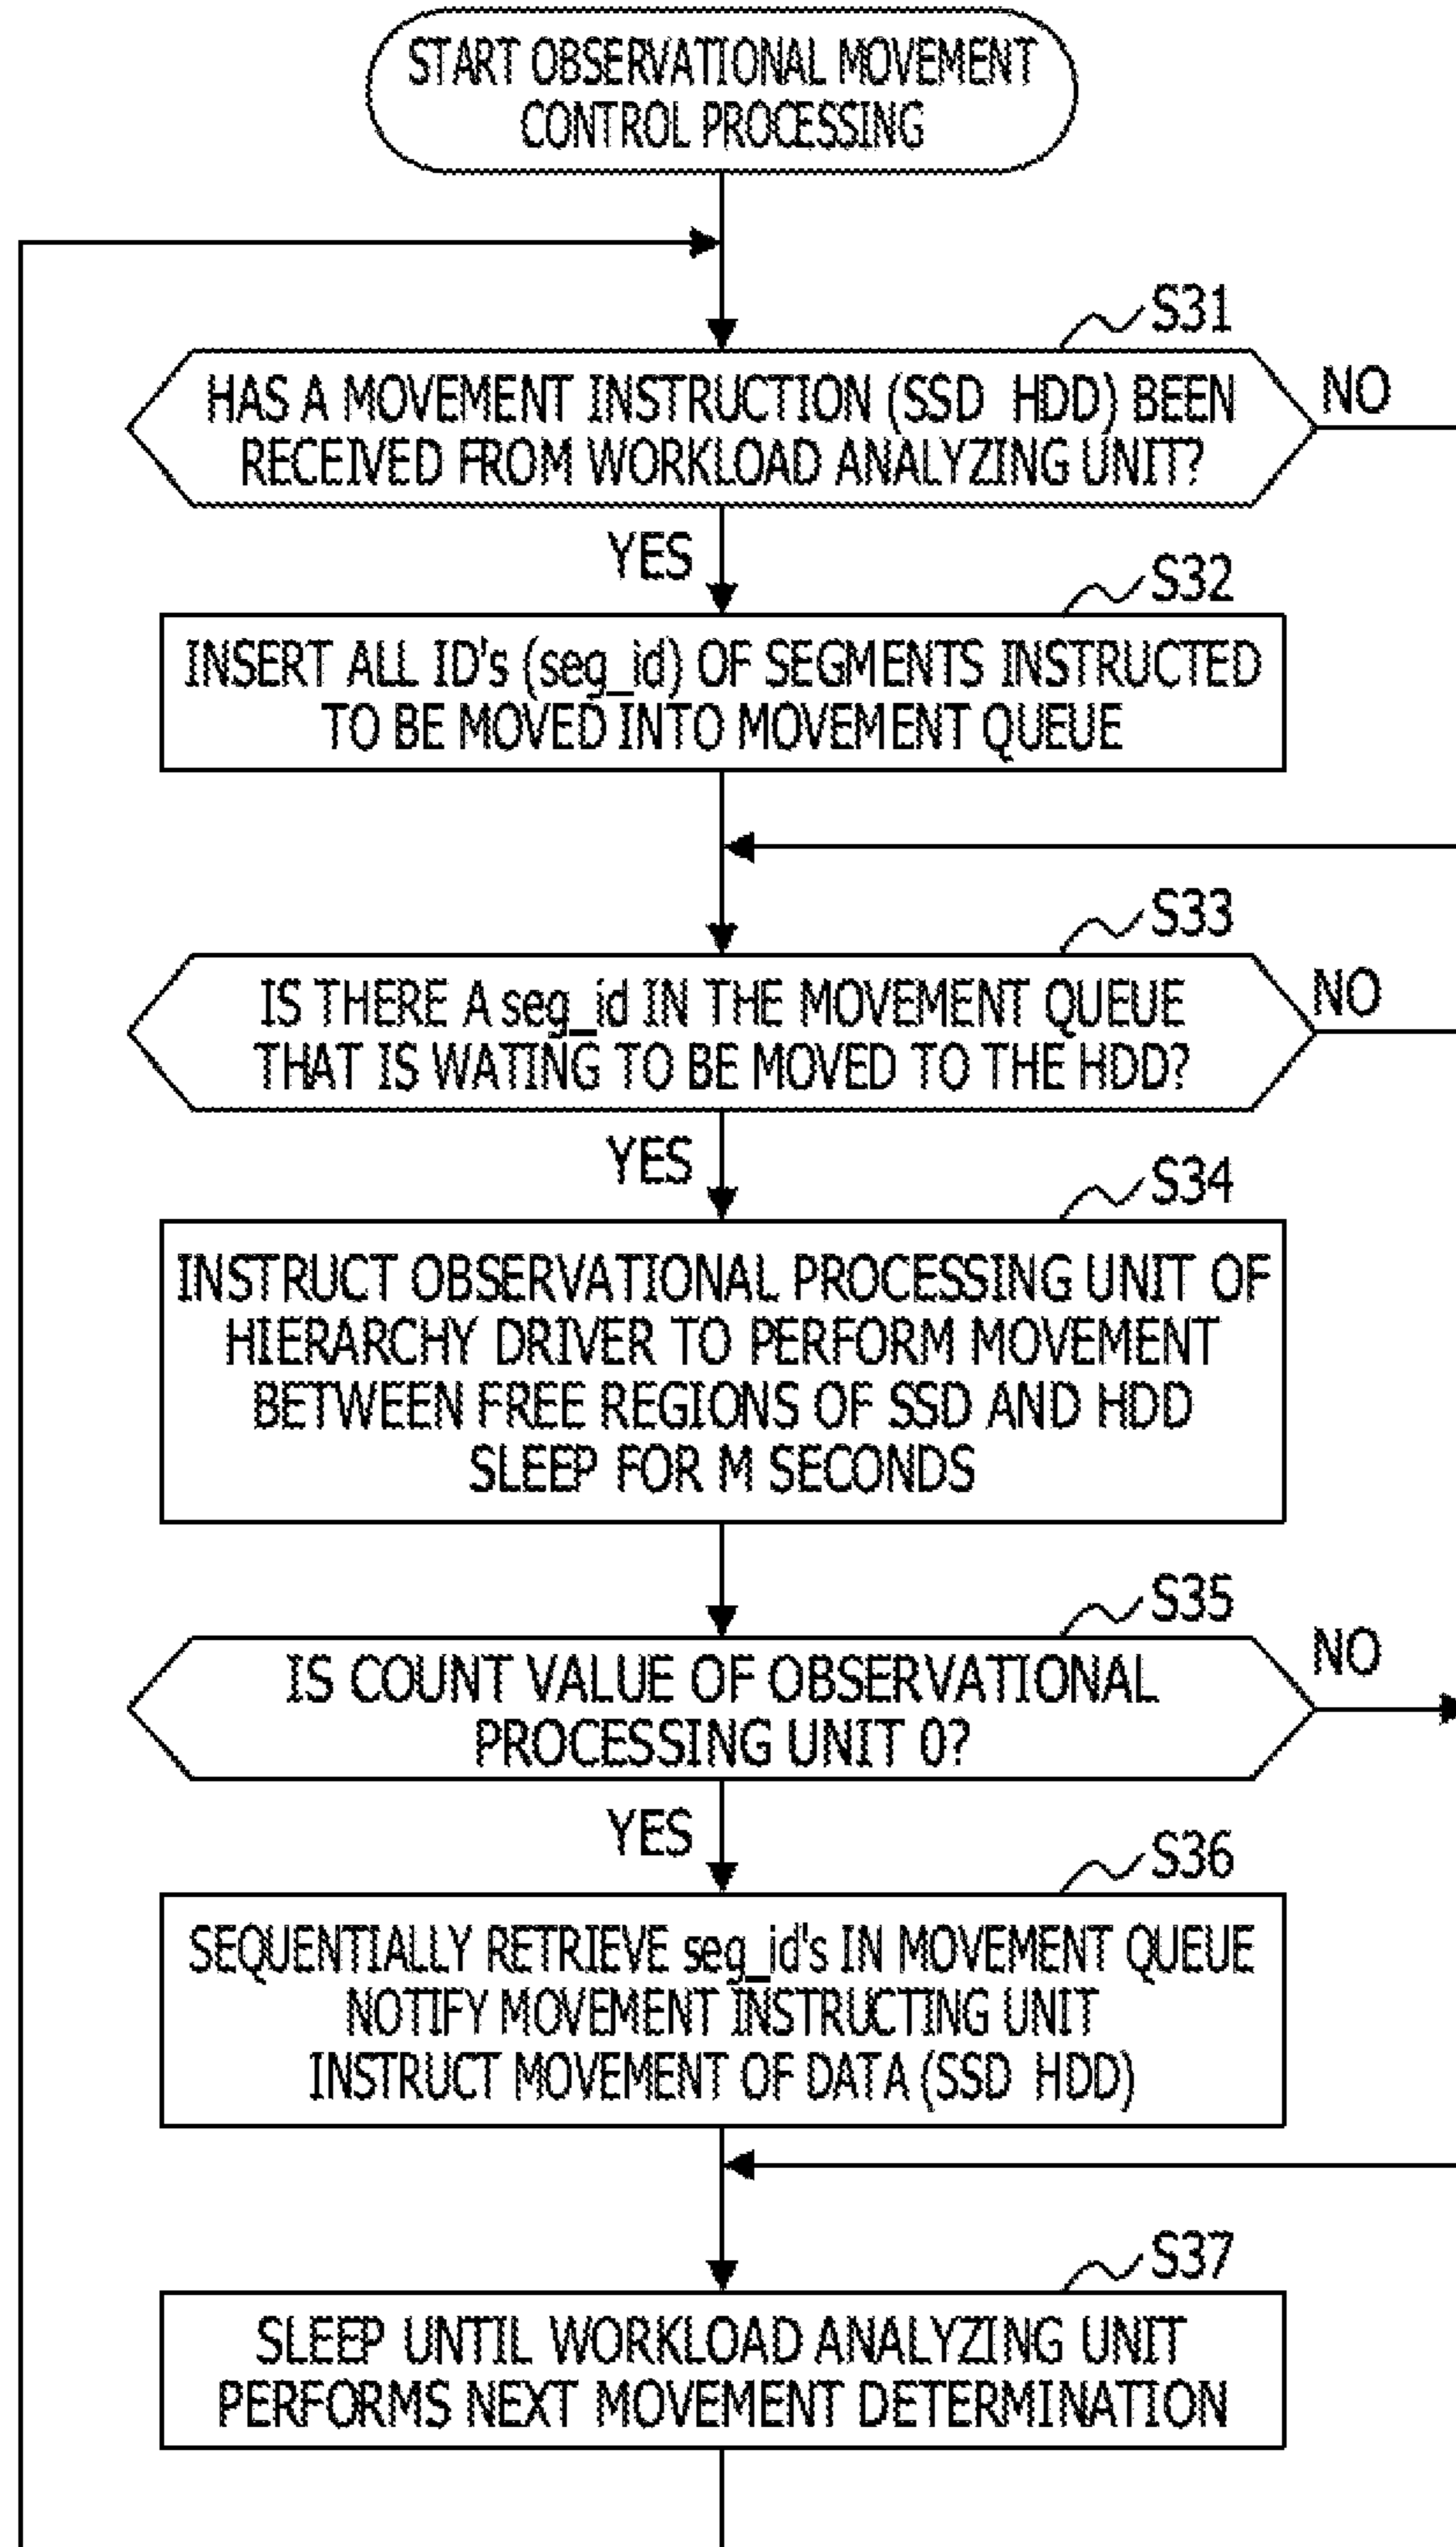 START OBSERVATIONAL MOVEMENT
CONTROL PROCESSING
S31
HAS A MOVEMENT INSTRUCTION (SSD HDD) BEEN
RECEIVED FROM WORKLOAD ANALYZING UNIT?
NO
YES
S32
INSERT ALL ID's (seg_id) OF SEGMENTS INSTRUCTED
TO BE MOVED INTO MOVEMENT QUEUE
S33
IS THERE A seg_id IN THE MOVEMENT QUEUE
THAT IS WATING TO BE MOVED TO THE HDD?
NO
YES
S34
INSTRUCT OBSERVATIONAL PROCESSING UNIT OF
HIERARCHY DRIVER TO PERFORM MOVEMENT
BETWEEN FREE REGIONS OF SSD AND HDD
SLEEP FOR M SECONDS
S35
IS COUNT VALUE OF OBSERVATIONAL
PROCESSING UNIT 0?
NO
YES
S36
SEQUENTIALLY RETRIEVE seg_id's IN MOVEMENT QUEUE
NOTIFY MOVEMENT INSTRUCTING UNIT
INSTRUCT MOVEMENT OF DATA (SSD HDD)
S37
SLEEP UNTIL WORKLOAD ANALYZING UNIT
PERFORMS NEXT MOVEMENT DETERMINATION